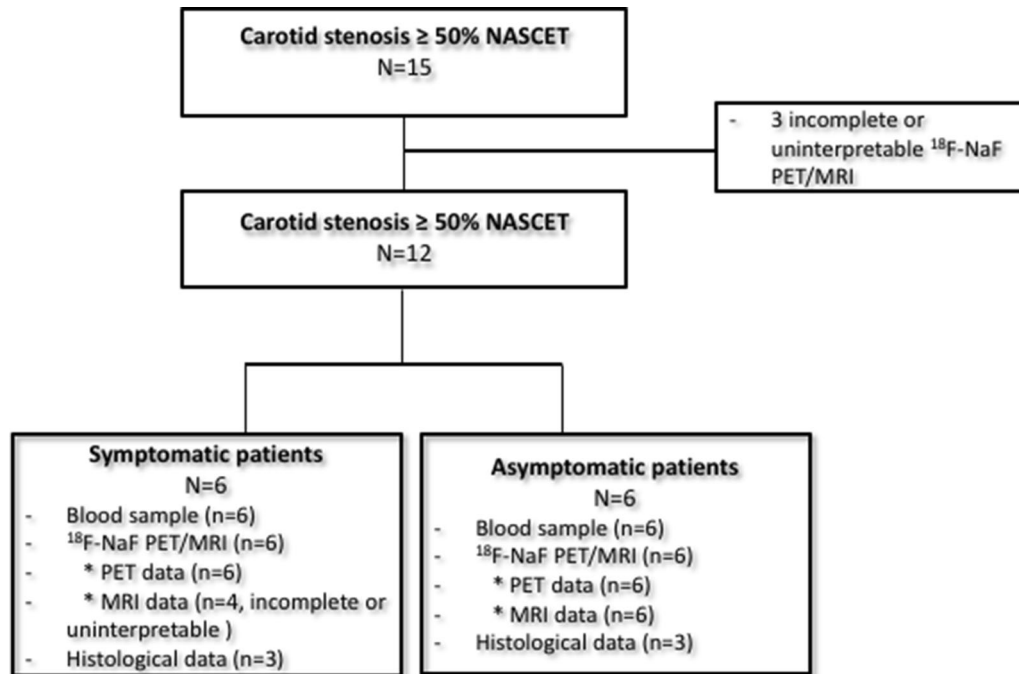 Carotid stenosis ≥ 50% NASCET
N=15
- 3 incomplete or
uninterpretable ¹⁸F-NaF
PET/MRI
Carotid stenosis ≥ 50% NASCET
N=12
Symptomatic patients
N=6
- Blood sample (n=6)
- ¹⁸F-NaF PET/MRI (n=6)
- * PET data (n=6)
- * MRI data (n=4, incomplete or
uninterpretable )
- Histological data (n=3)
Asymptomatic patients
N=6
- Blood sample (n=6)
- ¹⁸F-NaF PET/MRI (n=6)
- * PET data (n=6)
- * MRI data (n=6)
- Histological data (n=3)